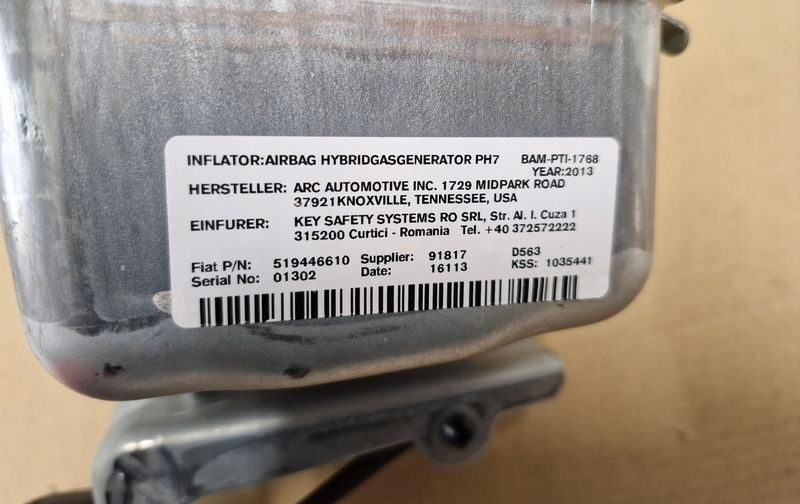 INFLATOR:AIRBAG HYBRIDGASGENERATOR PH7 BAM-PTI-1768
YEAR:2013
HERSTELLER: ARC AUTOMOTIVE INC. 1729 MIDPARK ROAD
37921KNOXVILLE, TENNESSEE, USA
EINFURER: KEY SAFETY SYSTEMS RO SRL, Str. Al. I. Cuza 1
315200 Curtici - Romania Tel. +40 372572222
Fiat P/N: 519446610 Supplier: 91817 D563
Serial No: 01302 Date: 16113 KSS: 1035441